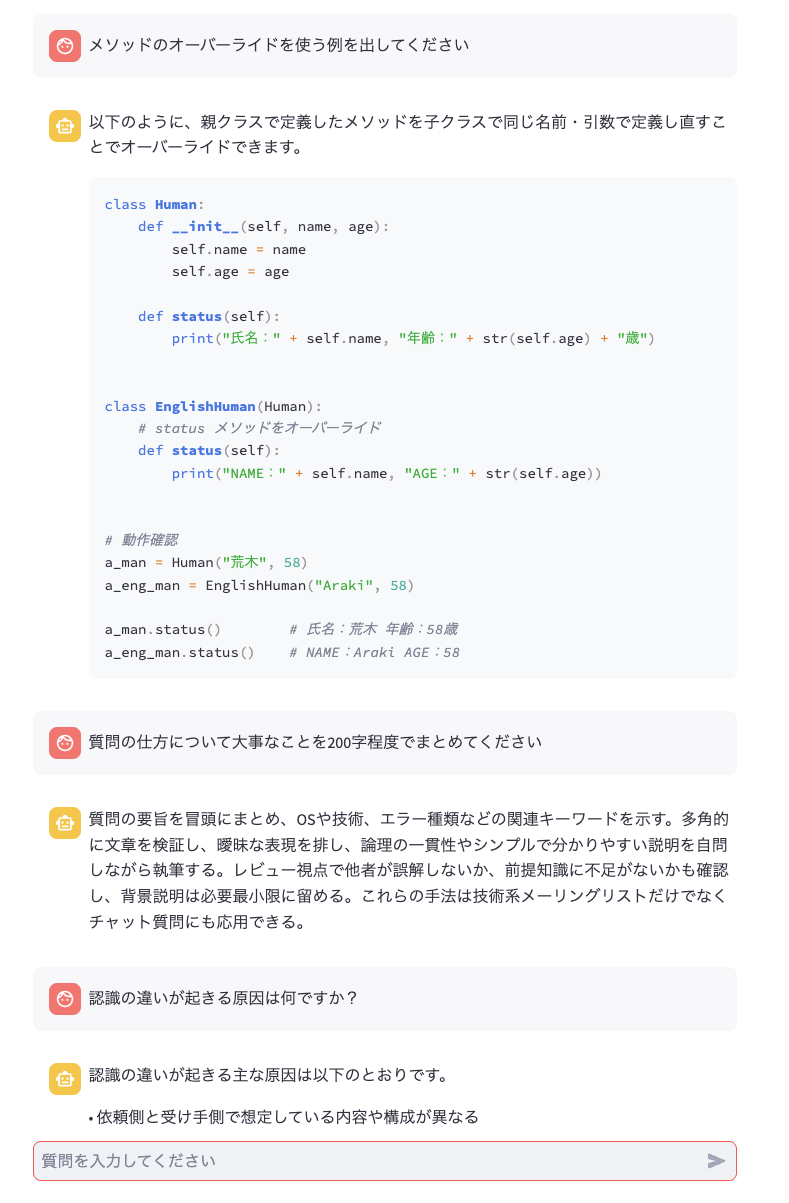 メソッドのオーバーライドを使う例を出してください
以下のように、親クラスで定義したメソッドを子クラスで同じ名前・引数で定義し直すこ
とでオーバーライドできます。
class Human:
    def __init__(self, name, age):
        self.name = name
        self.age = age
    def status(self):
        print("氏名：" + self.name, "年齢：" + str(self.age) + "歳")
class EnglishHuman(Human):
    # status メソッドをオーバーライド
    def status(self):
        print("NAME：" + self.name, "AGE：" + str(self.age))
# 動作確認
a_man = Human("荒木", 58)
a_eng_man = EnglishHuman("Araki", 58)
a_man.status()        # 氏名：荒木 年齢：58歳
a_eng_man.status()    # NAME：Araki AGE：58
質問の仕方について大事なことを200字程度でまとめてください
質問の要旨を冒頭にまとめ、OSや技術、エラー種類などの関連キーワードを示す。多角的
に文章を検証し、曖昧な表現を排し、論理の一貫性やシンプルで分かりやすい説明を自問
しながら執筆する。レビュー視点で他者が誤解しないか、前提知識に不足がないかも確認
し、背景説明は必要最小限に留める。これらの手法は技術系メーリングリストだけでなく
チャット質問にも応用できる。
認識の違いが起きる原因は何ですか？
認識の違いが起きる主な原因は以下のとおりです。
• 依頼側と受け手側で想定している内容や構成が異なる
質問を入力してください